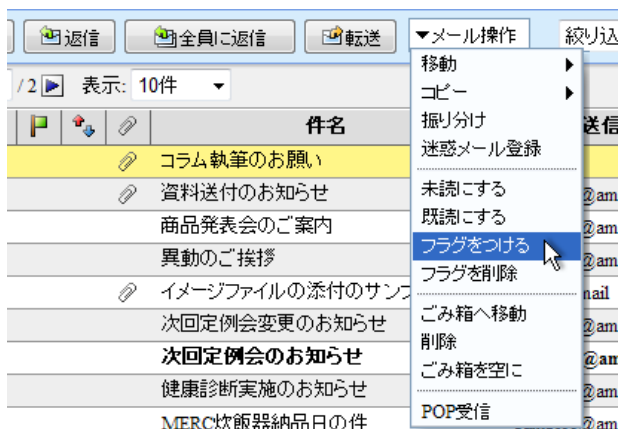 返信 全員に返信 転送 ▼メール操作 絞り込
/2 表示: 10件
件名 送信
コラム執筆のお願い
資料送付のお知らせ @am
商品発表会のご案内 @am
異動のご挨拶 @am
イメージファイルの添付のサンプ mail
次回定例会変更のお知らせ @am
次回定例会のお知らせ @am
健康診断実施のお知らせ @am
MERC炊飯器納品日の件 @am
移動
コピー
振り分け
迷惑メール登録
未読にする
既読にする
フラグをつける
フラグを削除
ごみ箱へ移動
削除
ごみ箱を空に
POP受信